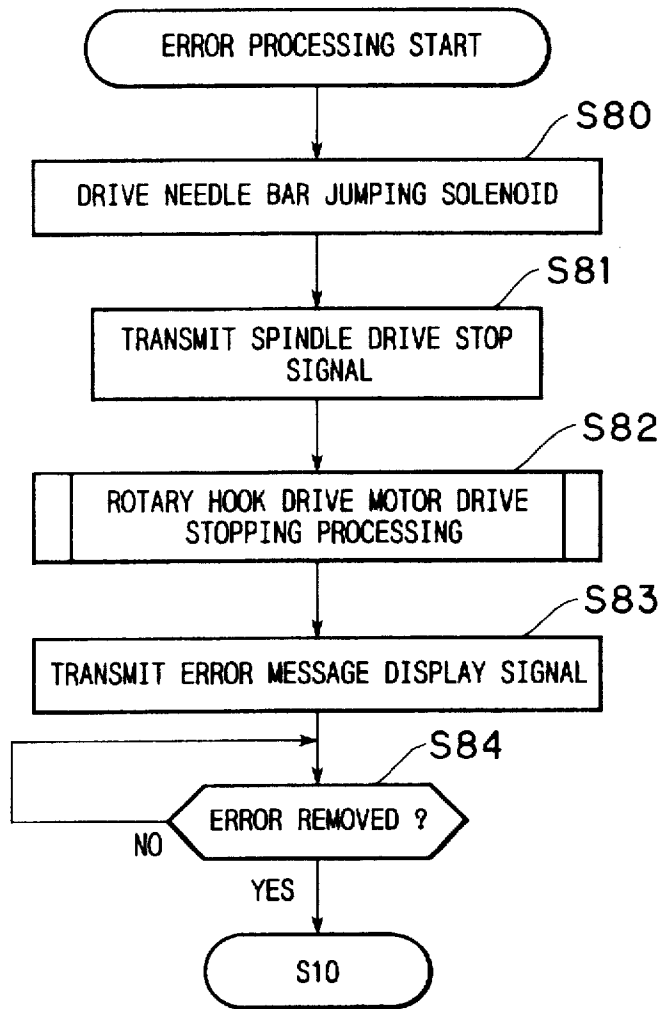 ERROR PROCESSING START
S80
DRIVE NEEDLE BAR JUMPING SOLENOID
S81
TRANSMIT SPINDLE DRIVE STOP
SIGNAL
S82
ROTARY HOOK DRIVE MOTOR DRIVE
STOPPING PROCESSING
S83
TRANSMIT ERROR MESSAGE DISPLAY SIGNAL
S84
ERROR REMOVED ?
NO
YES
S10